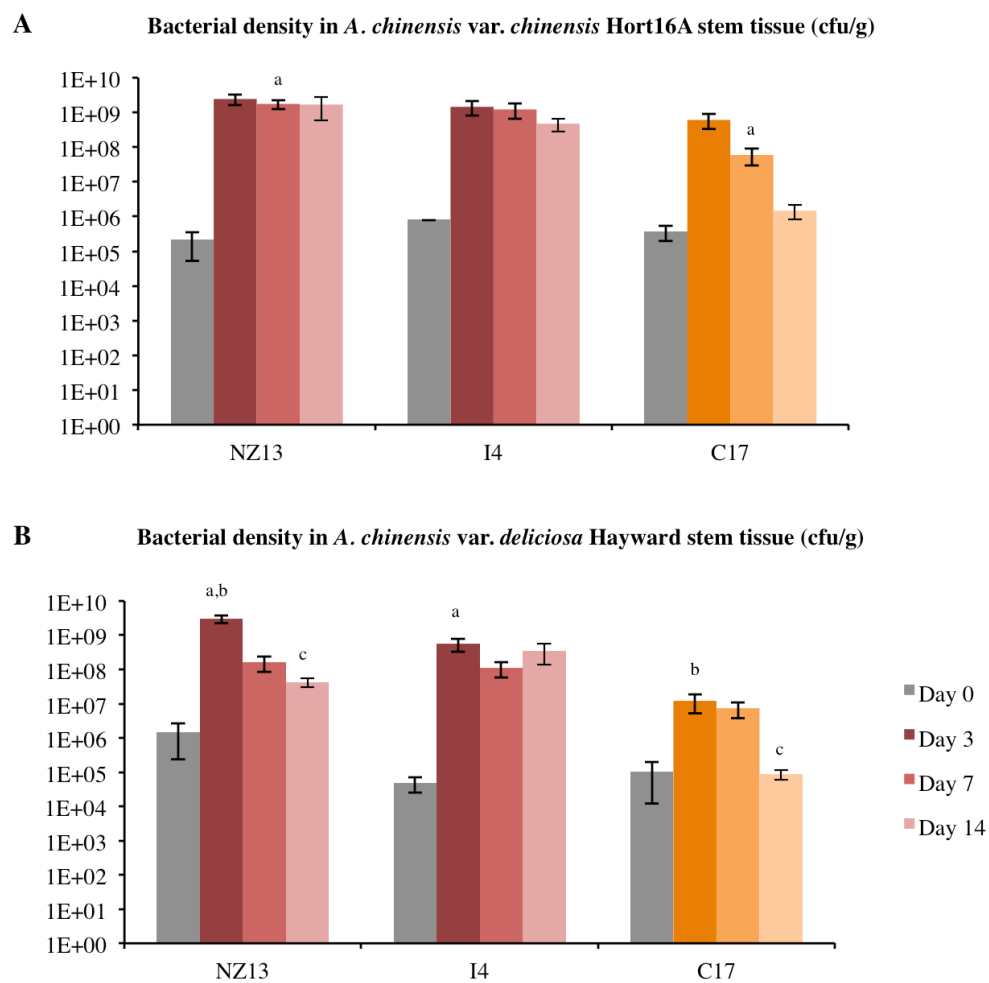 A
Bacterial density in A. chinensis var. chinensis Hort16A stem tissue (cfu/g)
1E+10
1E+09
1E+08
1E+07
1E+06
1E+05
1E+04
1E+03
1E+02
1E+01
1E+00
a
a
NZ13
I4
C17
B
Bacterial density in A. chinensis var. deliciosa Hayward stem tissue (cfu/g)
1E+10
1E+09
1E+08
1E+07
1E+06
1E+05
1E+04
1E+03
1E+02
1E+01
1E+00
a,b
c
a
b
c
NZ13
I4
C17
Day 0
Day 3
Day 7
Day 14